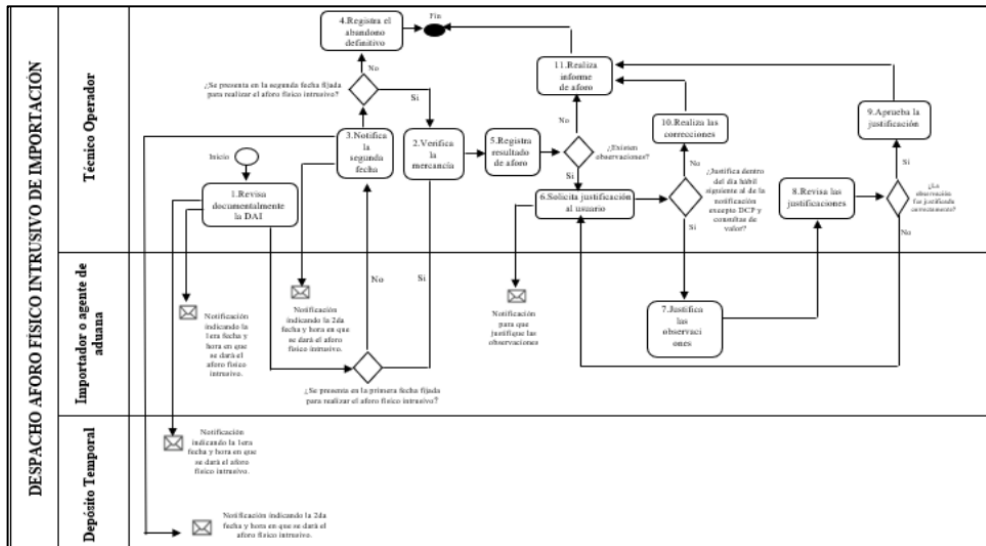 DESPACHO AFORO FÍSICO INTRUSIVO DE IMPORTACIÓN
Técnico Operador
4.Registra el
abandono
definitivo
Fin
No
¿Se presenta en la segunda fecha fijada
para realizar el aforo físico intrusivo?
Si
3.Notifica
la
segunda
fecha
2.Verifica
la
mercancía
5.Registra
resultado
de aforo
Inicio
1.Revisa
documentalmente
la DAI
11.Realiza
informe
de aforo
No
¿Existen
observaciones?
Si
6.Solicita justificación
al usuario
10.Realiza las
correcciones
No
¿Justifica dentro
del día hábil
siguiente al de la
notificación
excepto DCP y
consultas de
valor?
Si
8.Revisa las
justificaciones
9.Aprueba la
justificación
Si
¿La
observación
fue justificada
correctamente?
No
Importador o agente de
aduana
Notificación
indicando la
1era fecha y
hora en que
se dará el
aforo físico
intrusivo.
Notificación
indicando la 2da
fecha y hora en que
se dará el aforo
físico intrusivo.
No
Si
¿Se presenta en la primera fecha fijada
para realizar el aforo físico intrusivo?
Notificación
para que
justifique las
observaciones
7.Justifica
las
observaci
ones
Depósito Temporal
Notificación
indicando la 1era
fecha y hora en que
se dará el aforo
físico intrusivo.
Notificación indicando la 2da
fecha y hora en que se dará el
aforo físico intrusivo.